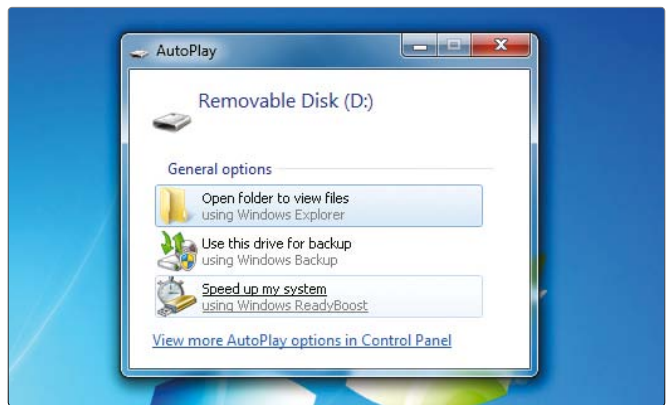 AutoPlay
Removable Disk (D:)
General options
Open folder to view files
using Windows Explorer
Use this drive for backup
using Windows Backup
Speed up my system
using Windows ReadyBoost
View more AutoPlay options in Control Panel